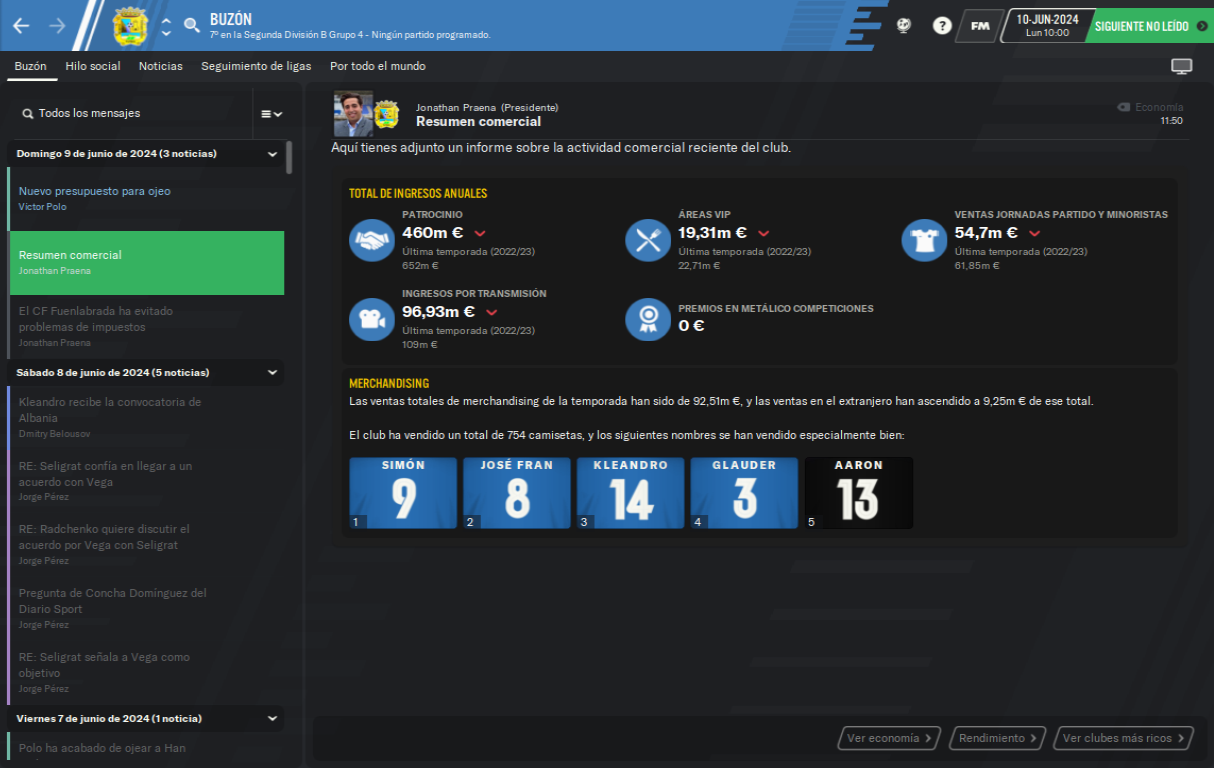 BUZÓN
7º en la Segunda División B Grupo 4 - Ningún partido programado.
?
FM
10-JUN-2024
Lun 10:00
SIGUIENTE NO LEÍDO
Buzón
Hilo social
Noticias
Seguimiento de ligas
Por todo el mundo
Todos los mensajes
Domingo 9 de junio de 2024 (3 noticias)
Nuevo presupuesto para ojeo
Víctor Polo
Resumen comercial
Jonathan Praena
El CF Fuenlabrada ha evitado
problemas de impuestos
Jonathan Praena
Sábado 8 de junio de 2024 (5 noticias)
Kleandro recibe la convocatoria de
Albania
Dmitry Belousov
RE: Seligrat confía en llegar a un
acuerdo con Vega
Jorge Pérez
RE: Radchenko quiere discutir el
acuerdo por Vega con Seligrat
Jorge Pérez
Pregunta de Concha Domínguez del
Diario Sport
Jorge Pérez
RE: Seligrat señala a Vega como
objetivo
Jorge Pérez
Viernes 7 de junio de 2024 (1 noticia)
Polo ha acabado de ojear a Han
Jonathan Praena (Presidente)
Resumen comercial
Economía
11:50
Aquí tienes adjunto un informe sobre la actividad comercial reciente del club.
TOTAL DE INGRESOS ANUALES
PATROCINIO
460m €
Última temporada (2022/23)
652m €
ÁREAS VIP
19,31m €
Última temporada (2022/23)
22,71m €
VENTAS JORNADAS PARTIDO Y MINORISTAS
54,7m €
Última temporada (2022/23)
61,85m €
INGRESOS POR TRANSMISIÓN
96,93m €
Última temporada (2022/23)
109m €
PREMIOS EN METÁLICO COMPETICIONES
0 €
MERCHANDISING
Las ventas totales de merchandising de la temporada han sido de 92,51m €, y las ventas en el extranjero han ascendido a 9,25m € de ese total.
El club ha vendido un total de 754 camisetas, y los siguientes nombres se han vendido especialmente bien:
SIMÓN
9
1
JOSÉ FRAN
8
2
KLEANDRO
14
3
GLAUDER
3
4
AARON
13
5
Ver economía
Rendimiento
Ver clubes más ricos